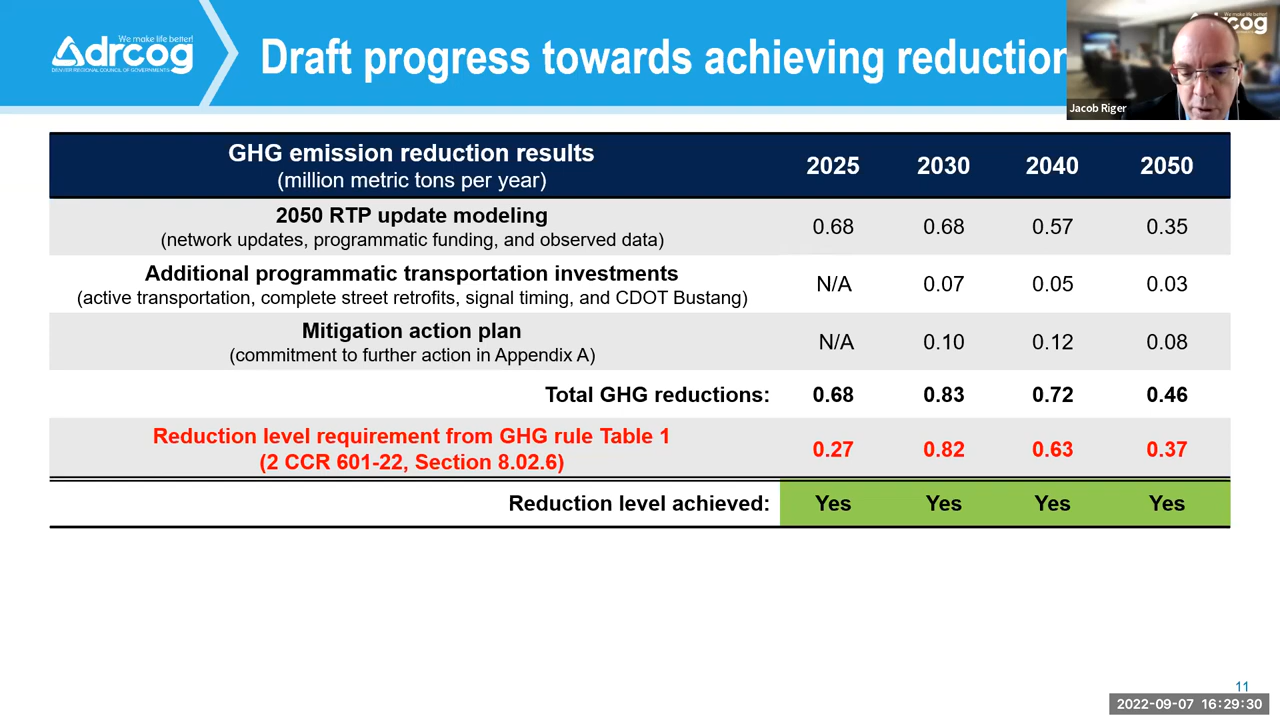 We make life better!
drcog
DENVER REGIONAL COUNCIL OF GOVERNMENTS
Draft progress towards achieving reduction
We make life better!
drcog
Jacob Riger
GHG emission reduction results
(million metric tons per year)
2025 2030 2040 2050
2050 RTP update modeling
(network updates, programmatic funding, and observed data)
0.68 0.68 0.57 0.35
Additional programmatic transportation investments
(active transportation, complete street retrofits, signal timing, and CDOT Bustang)
N/A 0.07 0.05 0.03
Mitigation action plan
(commitment to further action in Appendix A)
N/A 0.10 0.12 0.08
Total GHG reductions: 0.68 0.83 0.72 0.46
Reduction level requirement from GHG rule Table 1
(2 CCR 601-22, Section 8.02.6)
0.27 0.82 0.63 0.37
Reduction level achieved: Yes Yes Yes Yes
11
2022-09-07 16:29:30